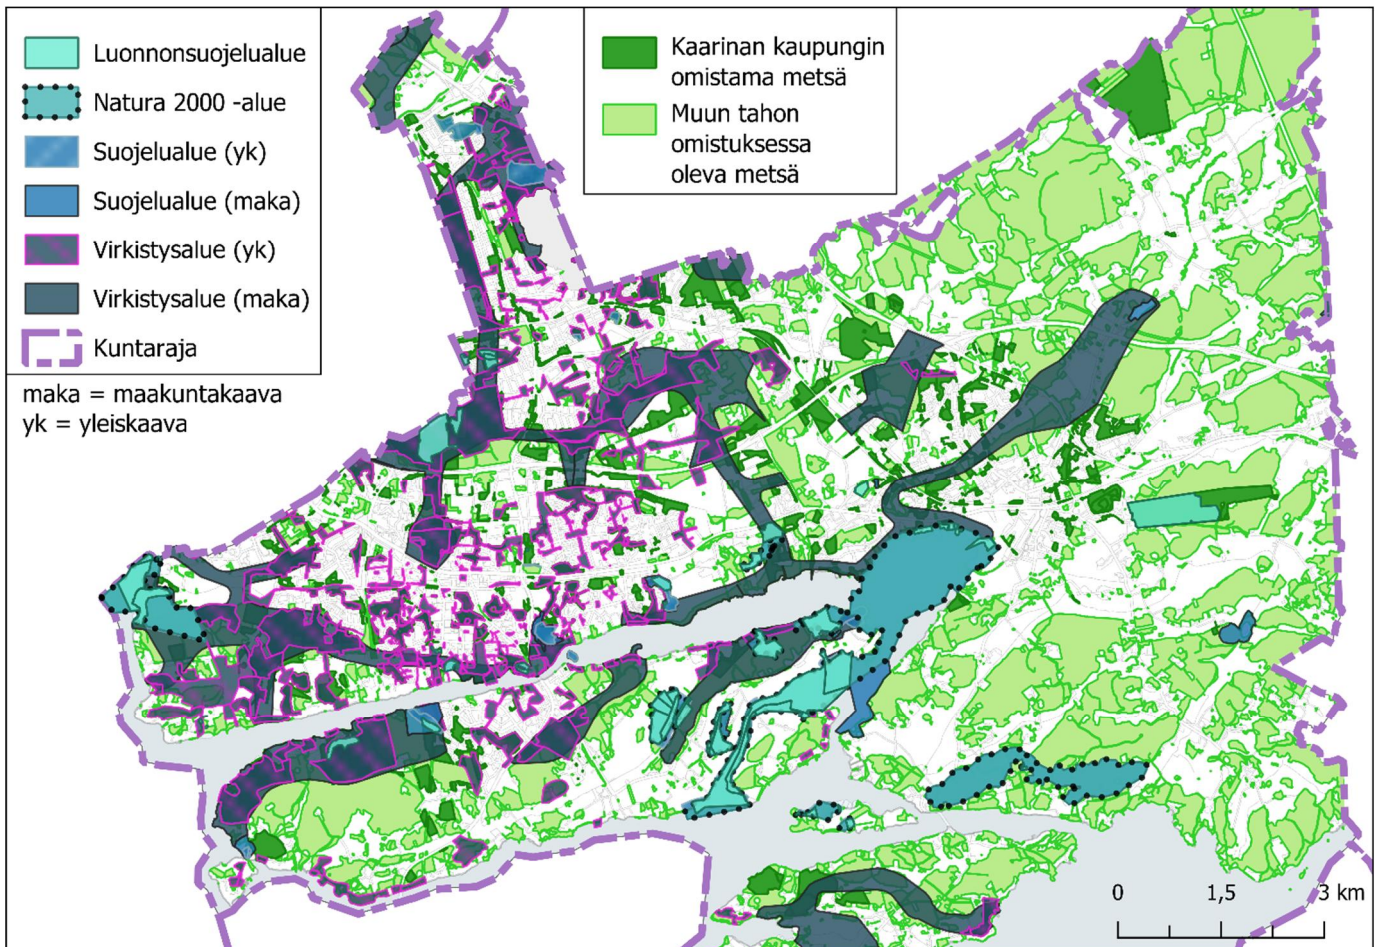 Luonnonsuojelualue
Natura 2000 -alue
Suojelualue (yk)
Suojelualue (maka)
Virkistysalue (yk)
Virkistysalue (maka)
Kuntaraja
maka = maakuntakaava
yk = yleiskaava
Kaarinan kaupungin
omistama metsä
Muun tahon
omistuksessa
oleva metsä
0 1,5 3 km